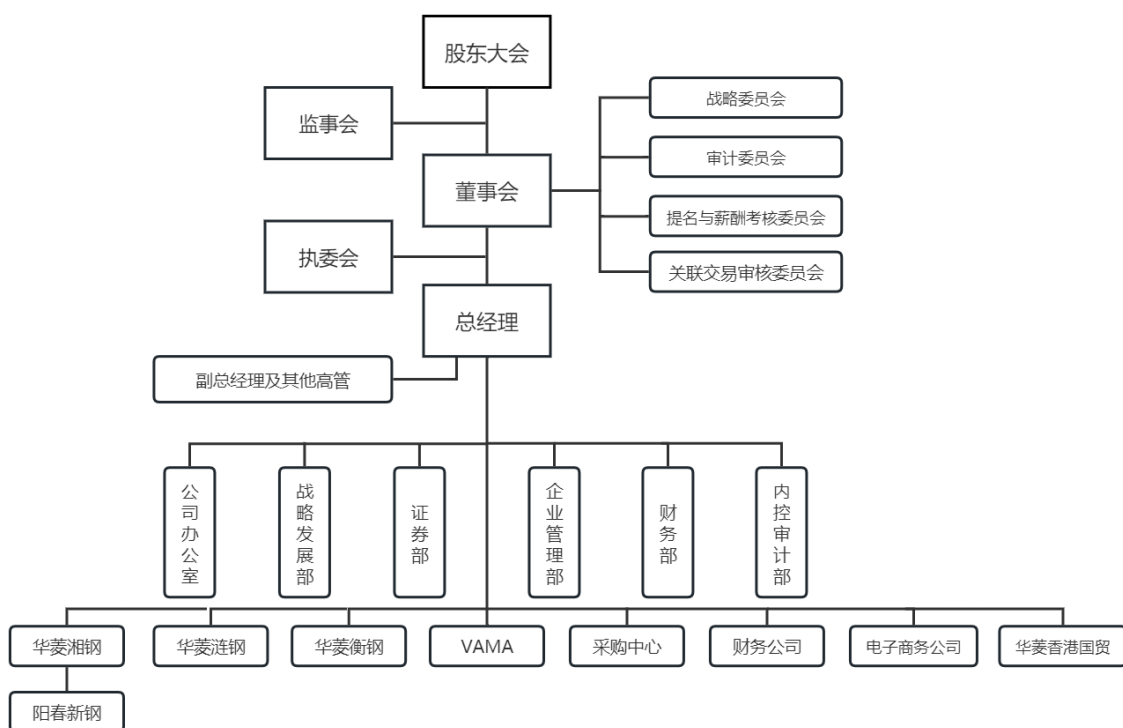 股东大会
监事会
战略委员会
审计委员会
董事会
提名与薪酬考核委员会
执委会
关联交易审核委员会
总经理
副总经理及其他高管
公司办公室
战略发展部
证券部
企业管理部
财务部
内控审计部
华菱湘钢
华菱涟钢
华菱衡钢
VAMA
采购中心
财务公司
电子商务公司
华菱香港国贸
阳春新钢